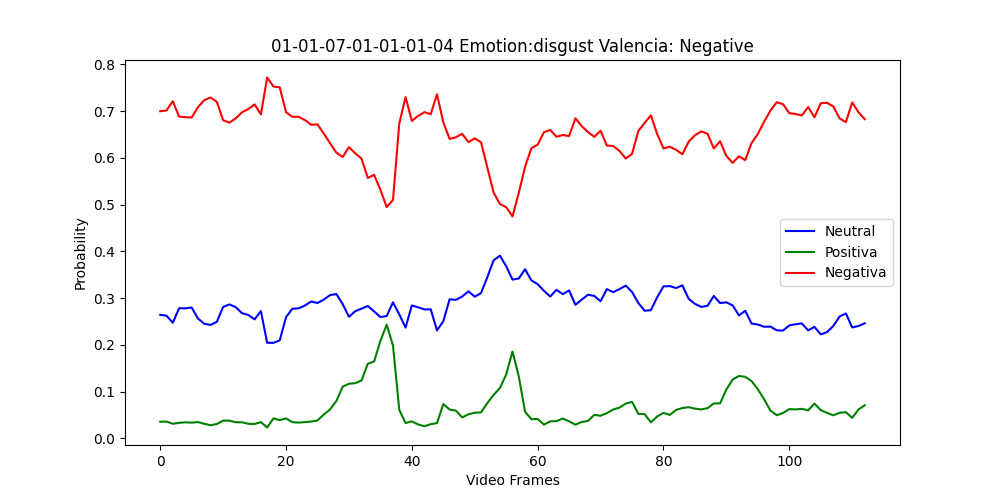 01-01-07-01-01-01-04 Emotion:disgust Valencia: Negative
0.8
0.7
0.6
0.5
0.4
0.3
0.2
0.1
0.0
Probability
Neutral
Positiva
Negativa
0 20 40 60 80 100
Video Frames